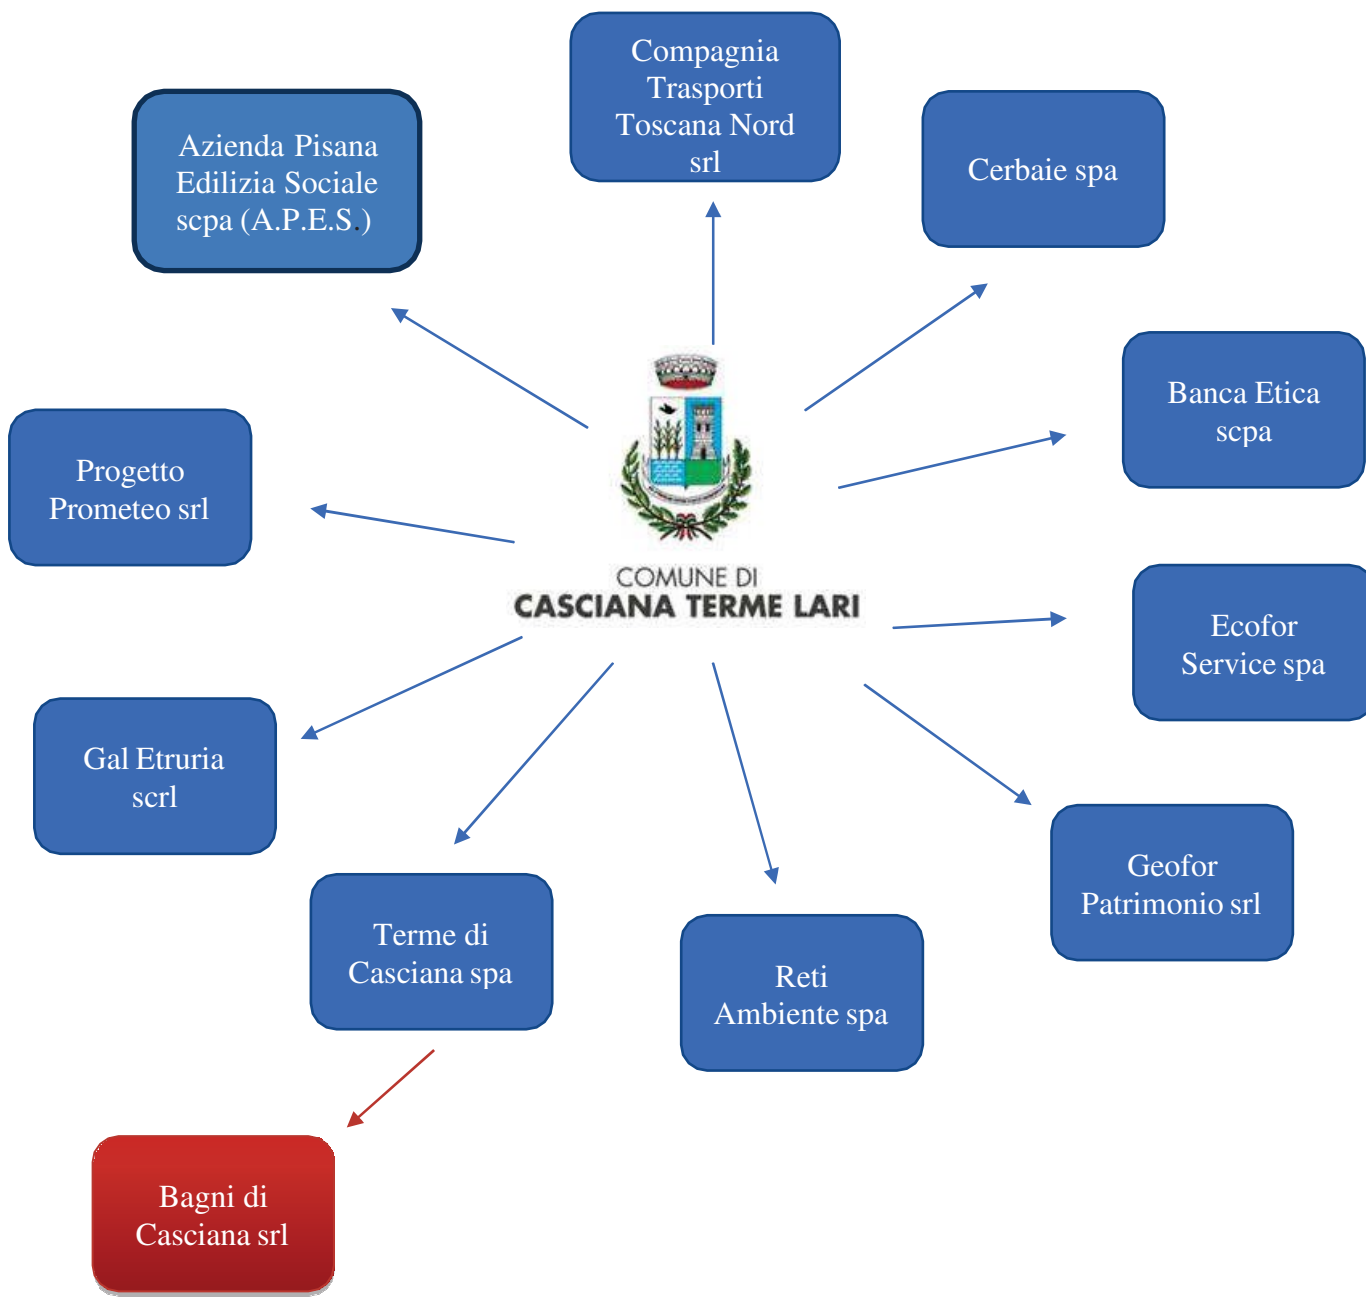 Compagnia
Trasporti
Toscana Nord
srl
Azienda Pisana
Edilizia Sociale
scpa (A.P.E.S.)
Cerbaie spa
Banca Etica
scpa
Progetto
Prometeo srl
COMUNE DI
CASCIANA TERME LARI
Ecofor
Service spa
Gal Etruria
scrl
Geofor
Patrimonio srl
Terme di
Casciana spa
Reti
Ambiente spa
Bagni di
Casciana srl